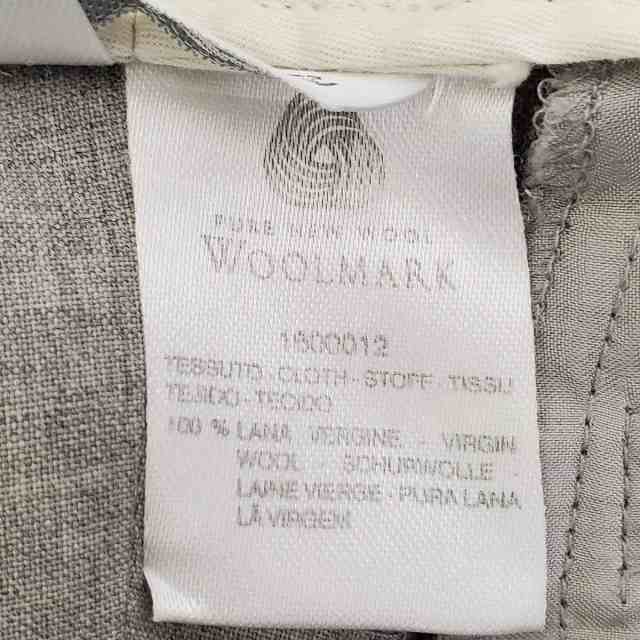 PURE NEW WOOL
WOOLMARK
1600012
TESSUTO - CLOTH - STOFF - TISSU
TEJIDO - TECIDO
100 % LANA VERGINE - VIRGIN
WOOL SCHURWOLLE -
LAINE VIERGE - PURA LANA
LÃ VIRGEM